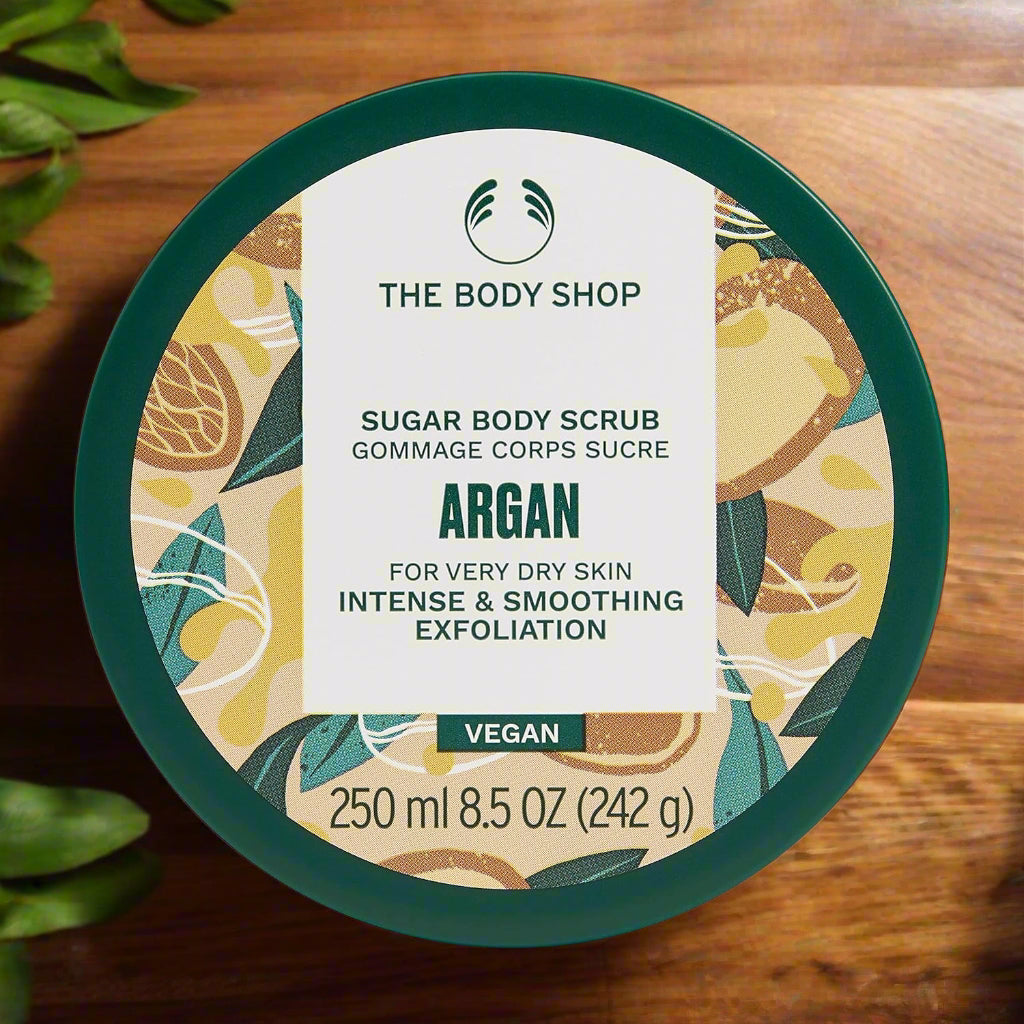 THE BODY SHOP
SUGAR BODY SCRUB
GOMMAGE CORPS SUCRE
ARGAN
FOR VERY DRY SKIN
INTENSE & SMOOTHING
EXFOLIATION
VEGAN
250 ml 8.5 OZ (242 g)